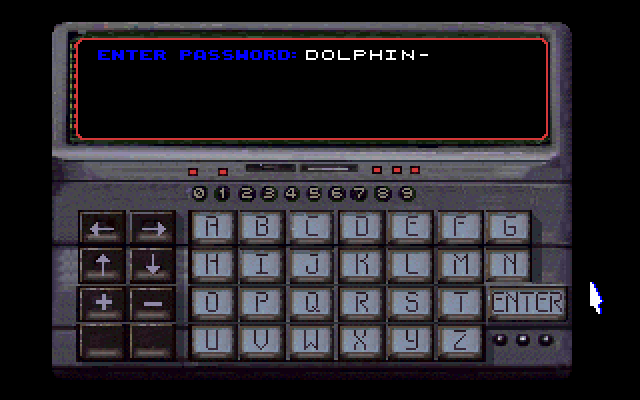 ENTER PASSWORD: DOLPHIN-
0 1 2 3 4 5 6 7 8 9
← → A B C D E F G
↑ ↓ H I J K L M N
+ - O P Q R S T ENTER
U V W X Y Z